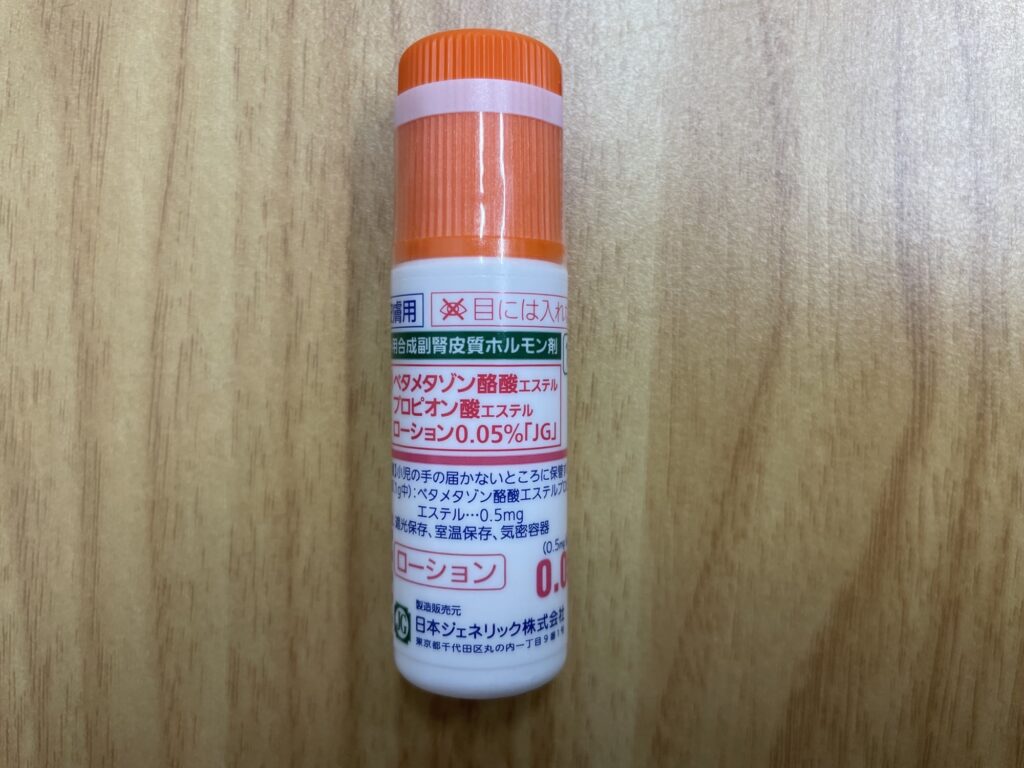 膚用 目には入れ
用合成副腎皮質ホルモン剤
ベタメタゾン酪酸エステル
プロピオン酸エステル
ローション0.05%「JG」
小児の手の届かないところに保管
1g中):ベタメタゾン酪酸エステルプロ
エステル…0.5mg
遮光保存、室温保存、気密容器
(0.5mg
ローション 0.0
製造販売元
JG 日本ジェネリック株式会社
東京都千代田区丸の内一丁目9番1号